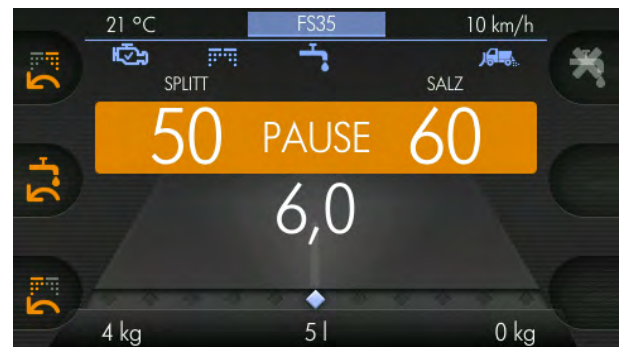 21 °C FS35 10 km/h
SPLITT SALZ
50 PAUSE 60
6,0
4 kg 5 l 0 kg